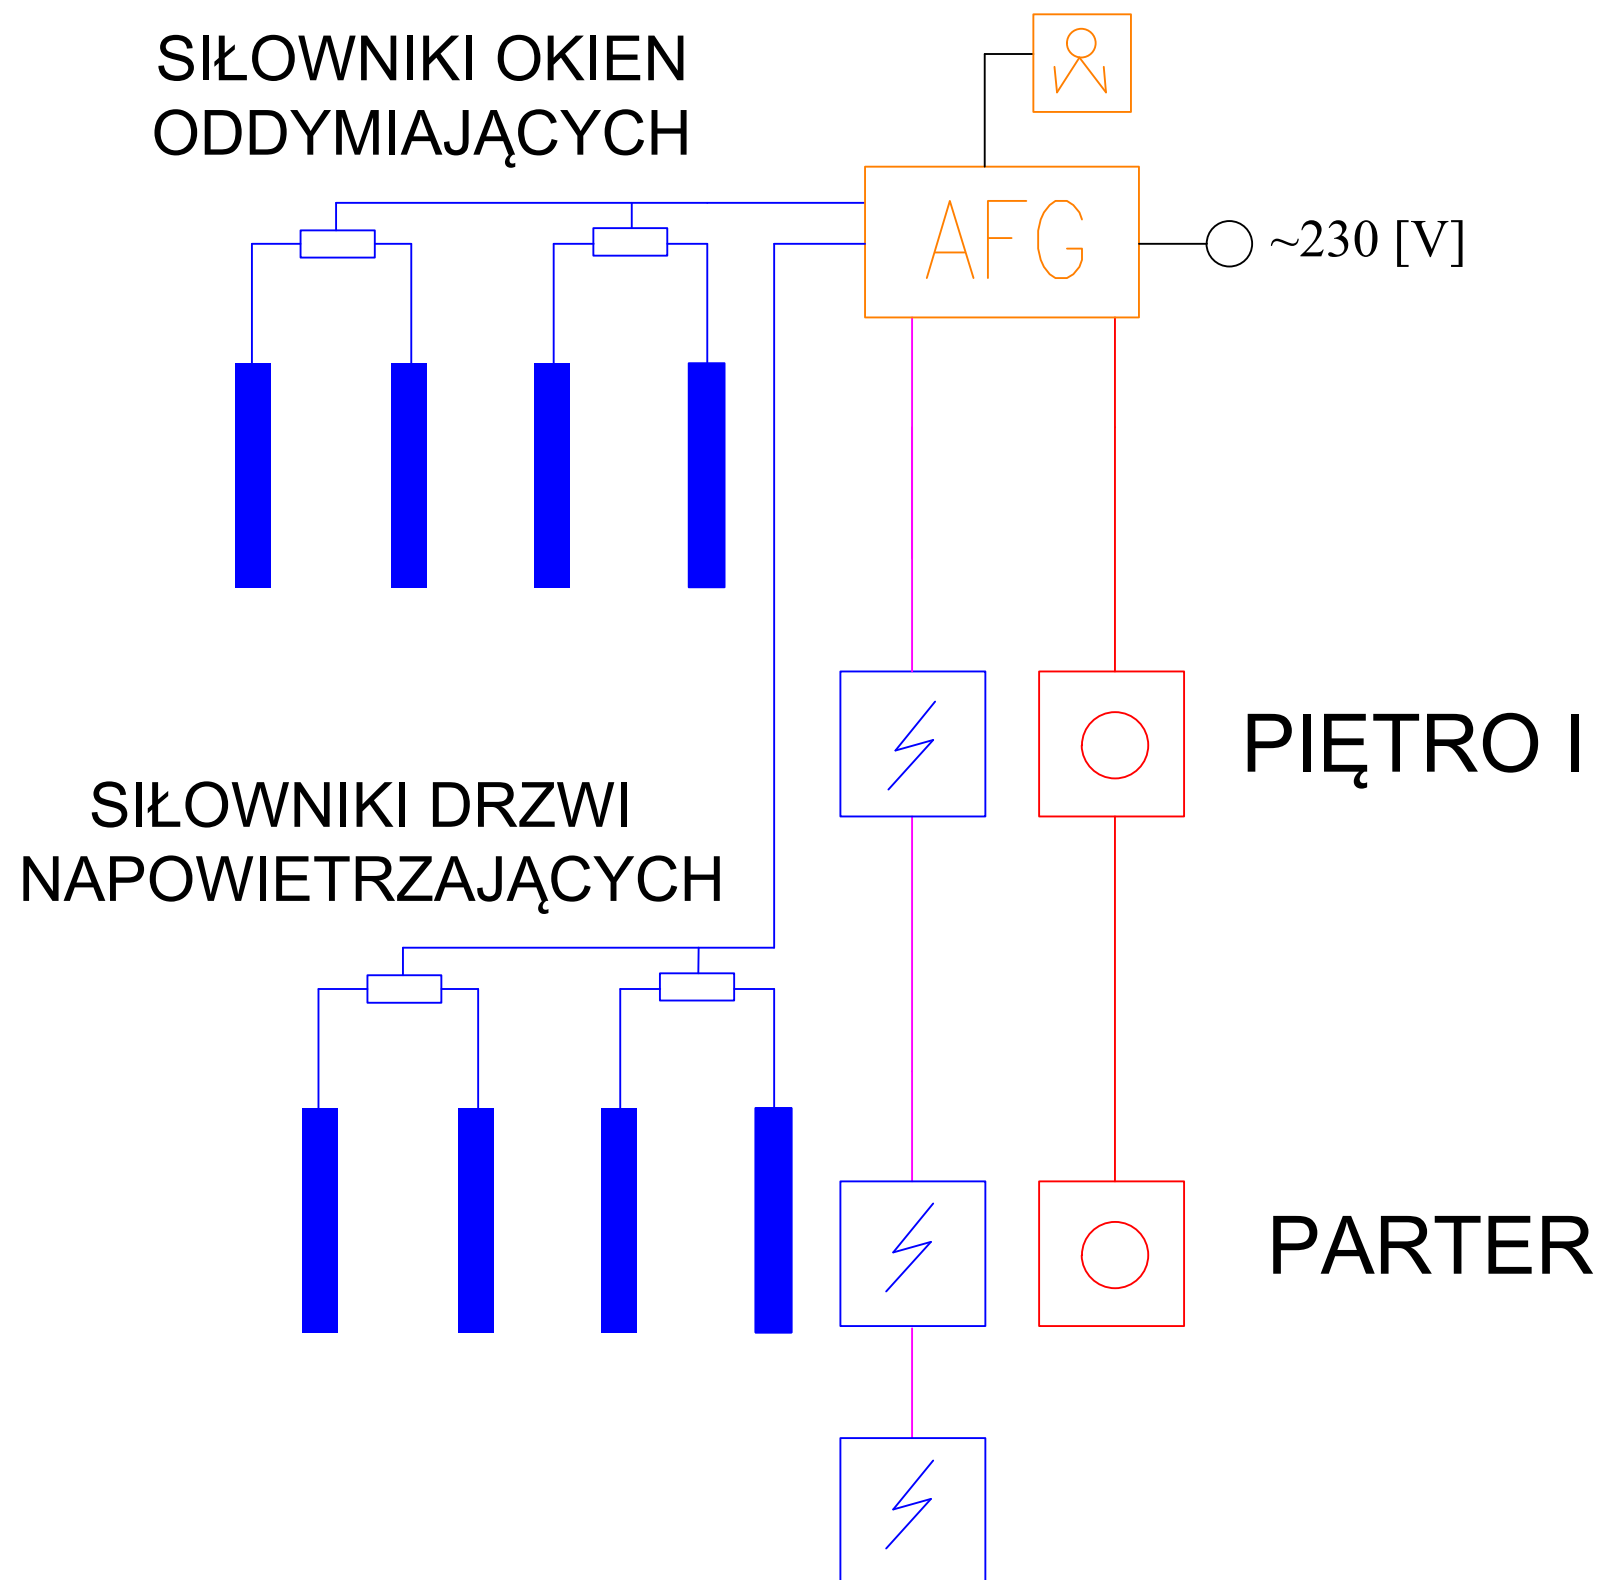 SIŁOWNIKI OKIEN
ODDYMIAJĄCYCH
AFG
~230 [V]
PIĘTRO I
SIŁOWNIKI DRZWI
NAPOWIETRZAJĄCYCH
PARTER